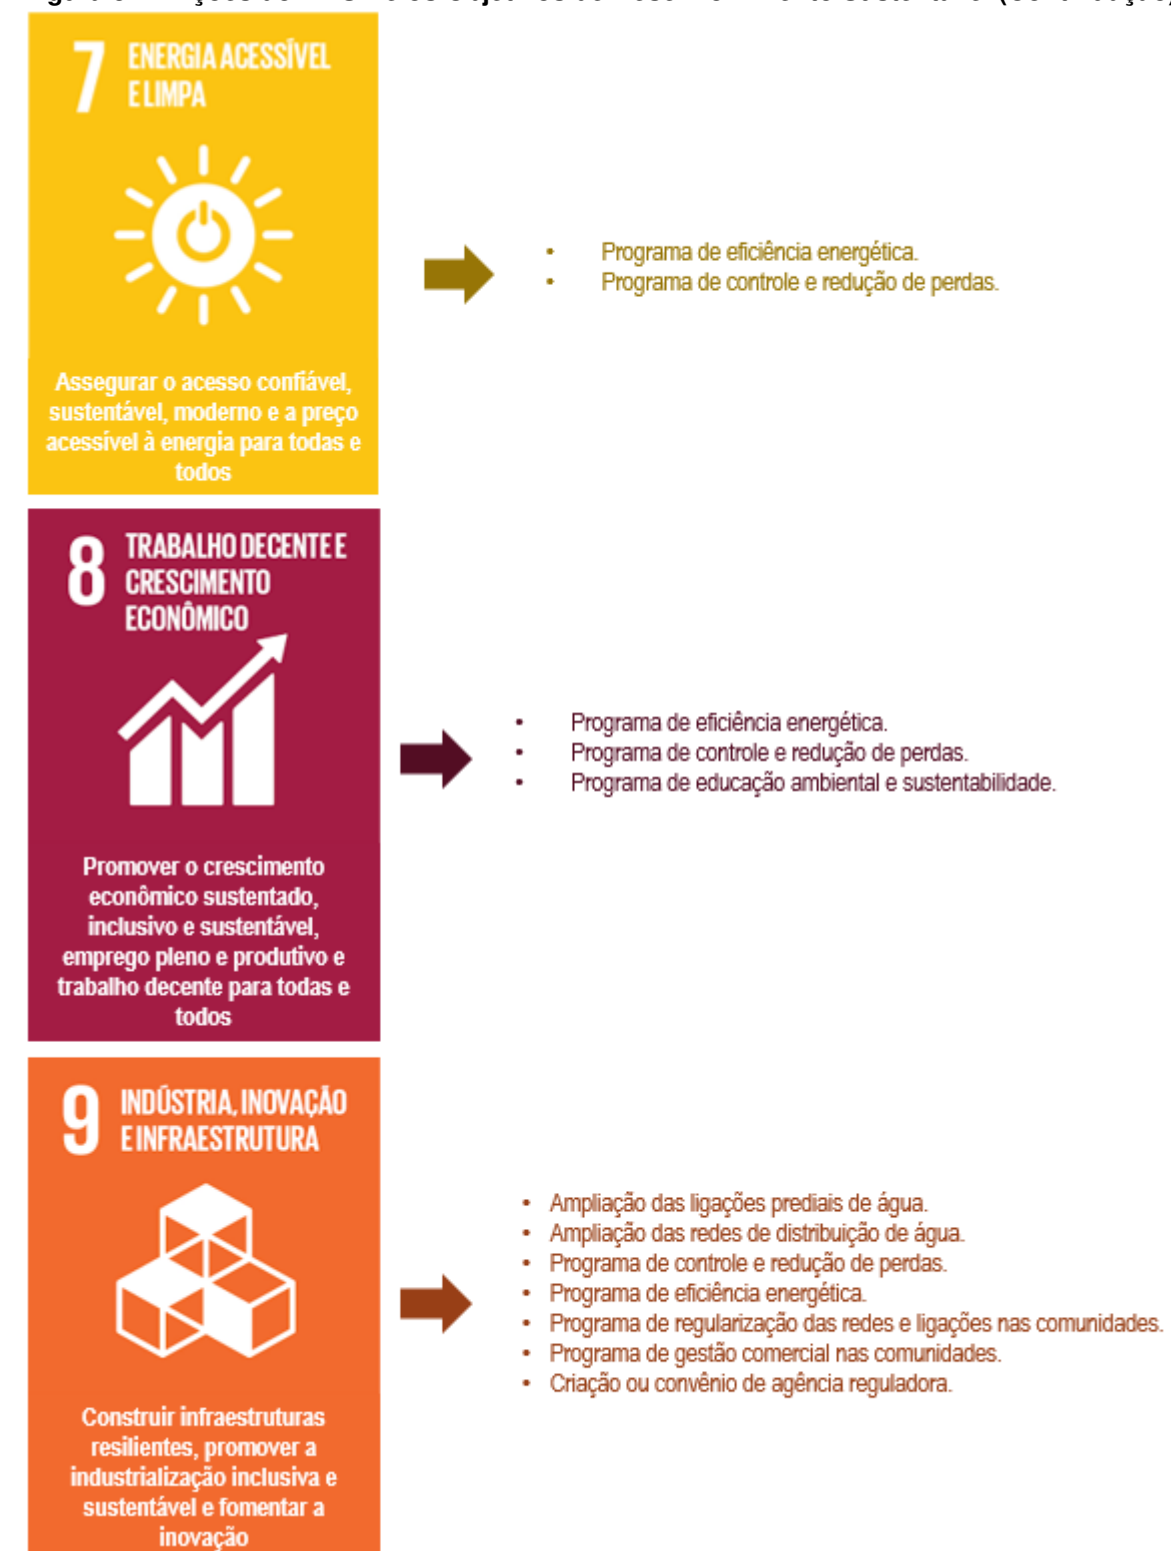 7 ENERGIA ACESSÍVEL
E LIMPA
• Programa de eficiência energética.
• Programa de controle e redução de perdas.
Assegurar o acesso confiável,
sustentável, moderno e a preço
acessível à energia para todas e
todos
8 TRABALHO DECENTE E
CRESCIMENTO
ECONÔMICO
• Programa de eficiência energética.
• Programa de controle e redução de perdas.
• Programa de educação ambiental e sustentabilidade.
Promover o crescimento
econômico sustentado,
inclusivo e sustentável,
emprego pleno e produtivo e
trabalho decente para todas e
todos
9 INDÚSTRIA, INOVAÇÃO
E INFRAESTRUTURA
• Ampliação das ligações prediais de água.
• Ampliação das redes de distribuição de água.
• Programa de controle e redução de perdas.
• Programa de eficiência energética.
• Programa de regularização das redes e ligações nas comunidades.
• Programa de gestão comercial nas comunidades.
• Criação ou convênio de agência reguladora.
Construir infraestruturas
resilientes, promover a
industrialização inclusiva e
sustentável e fomentar a
inovação